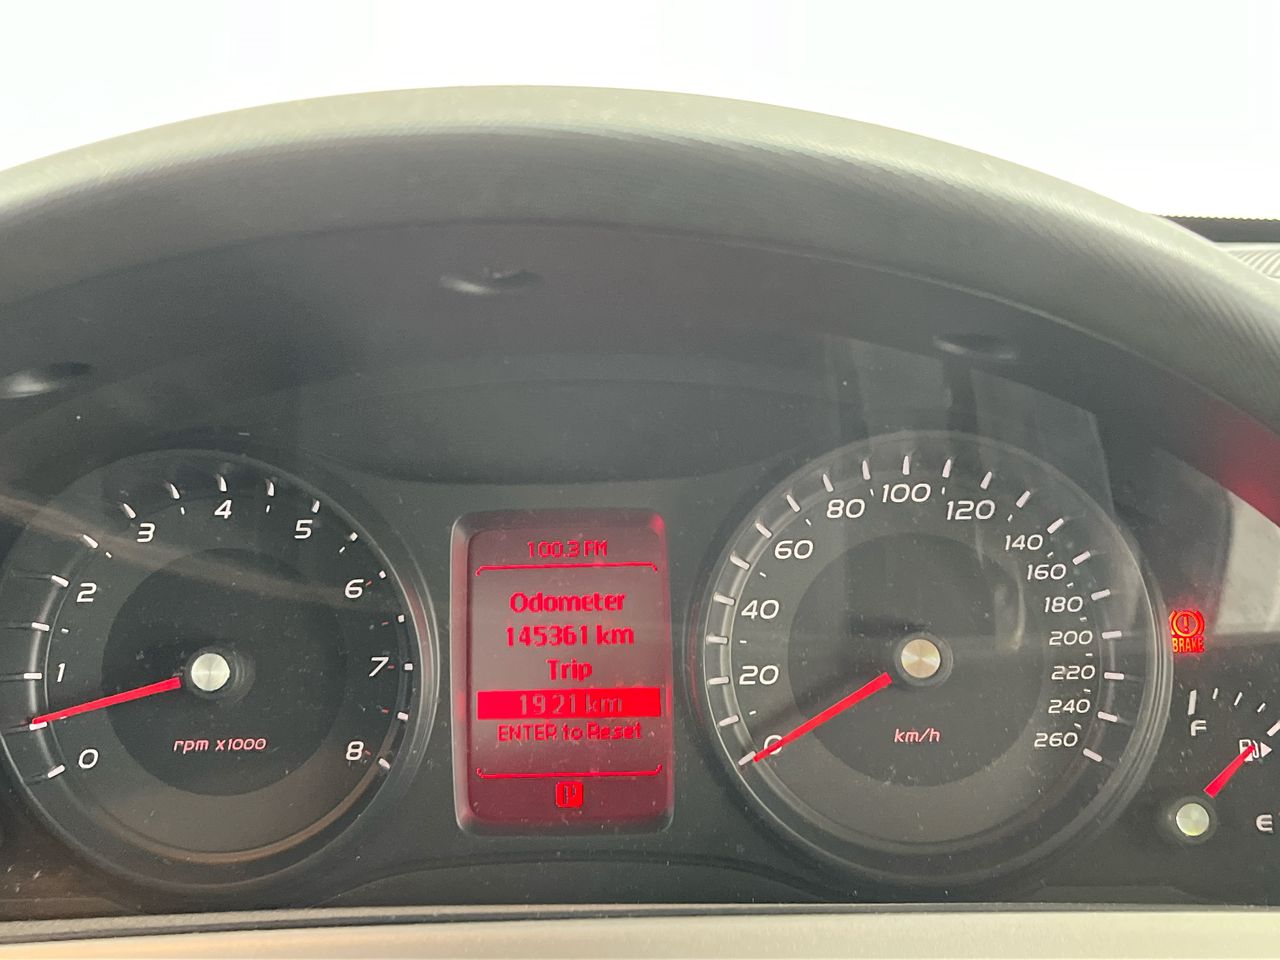 100.3 FM
Odometer
145361 km
Trip
1921 km
ENTER to Reset
P
0
1
2
3
4
5
6
7
8
rpm x1000
0
20
40
60
80
100
120
140
160
180
200
220
240
260
km/h
BRAKE
F
E